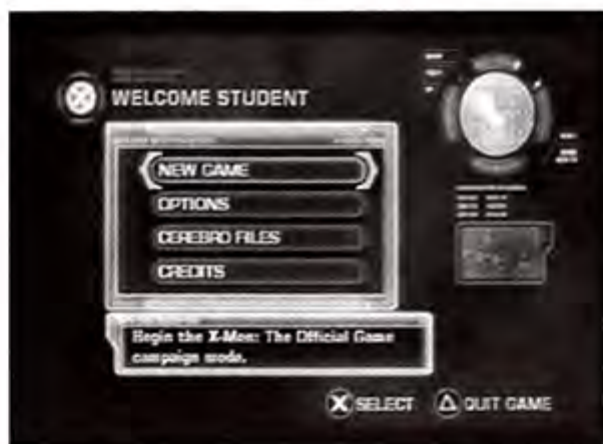 WELCOME STUDENT
NEW GAME
OPTIONS
CEREBRO FILES
CREDITS
Begin the X-Men: The Official Game
campaign mode.
SELECT
QUIT GAME